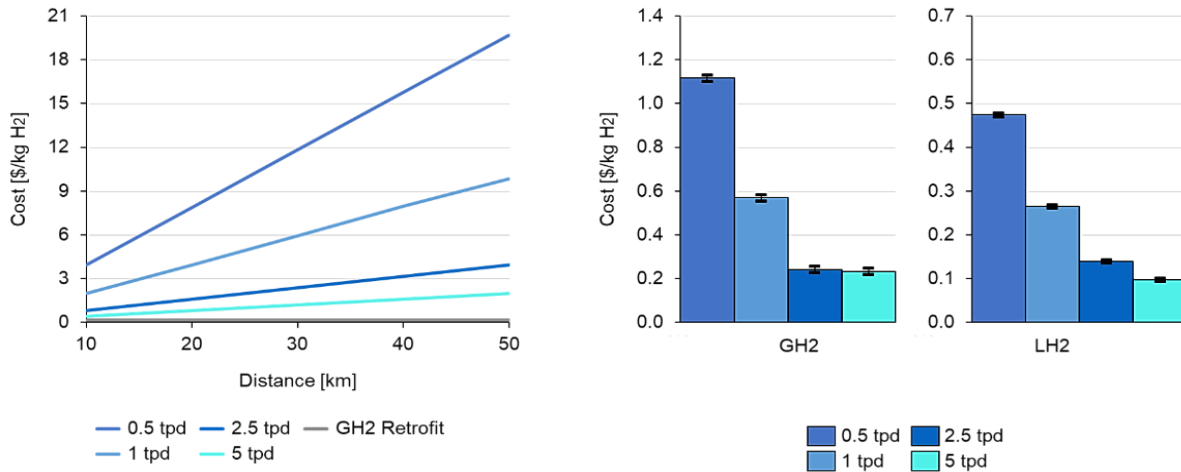 21
18
15
12
9
6
3
0
Cost [$/kg H2]
10 20 30 40 50
Distance [km]
0.5 tpd 2.5 tpd GH2 Retrofit
1 tpd 5 tpd
1.4
1.2
1.0
0.8
0.6
0.4
0.2
0.0
Cost [$/kg H2]
GH2
0.7
0.6
0.5
0.4
0.3
0.2
0.1
0.0
LH2
0.5 tpd 2.5 tpd
1 tpd 5 tpd